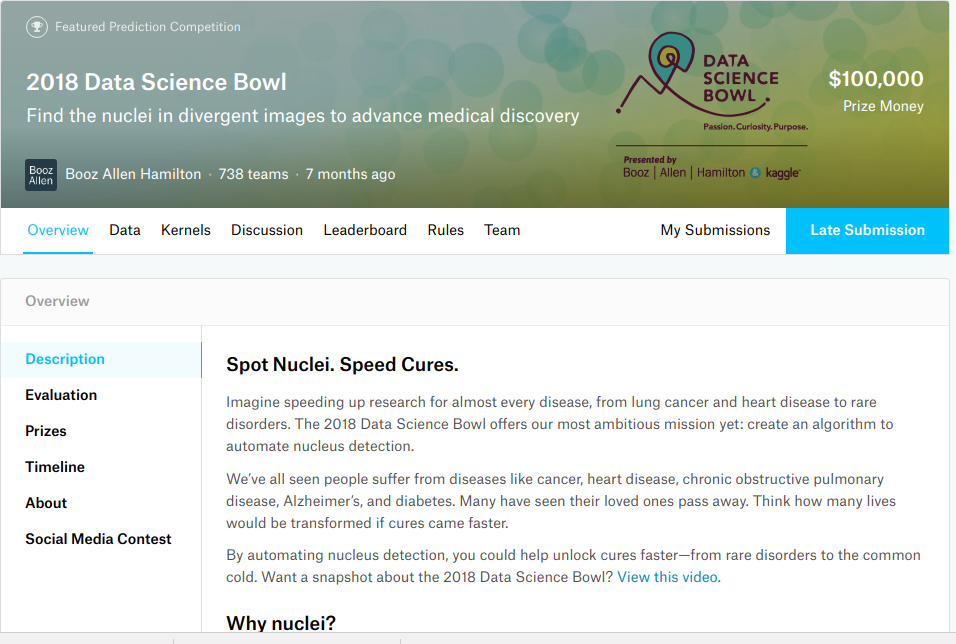 Featured Prediction Competition
2018 Data Science Bowl
Find the nuclei in divergent images to advance medical discovery
Booz
Allen
Booz Allen Hamilton · 738 teams · 7 months ago
DATA
SCIENCE
BOWL
Passion. Curiosity. Purpose.
Presented by
Booz | Allen | Hamilton & kaggle
$100,000
Prize Money
Overview Data Kernels Discussion Leaderboard Rules Team My Submissions Late Submission
Overview
Description
Evaluation
Prizes
Timeline
About
Social Media Contest
Spot Nuclei. Speed Cures.
Imagine speeding up research for almost every disease, from lung cancer and heart disease to rare
disorders. The 2018 Data Science Bowl offers our most ambitious mission yet: create an algorithm to
automate nucleus detection.
We’ve all seen people suffer from diseases like cancer, heart disease, chronic obstructive pulmonary
disease, Alzheimer’s, and diabetes. Many have seen their loved ones pass away. Think how many lives
would be transformed if cures came faster.
By automating nucleus detection, you could help unlock cures faster—from rare disorders to the common
cold. Want a snapshot about the 2018 Data Science Bowl? View this video.
Why nuclei?